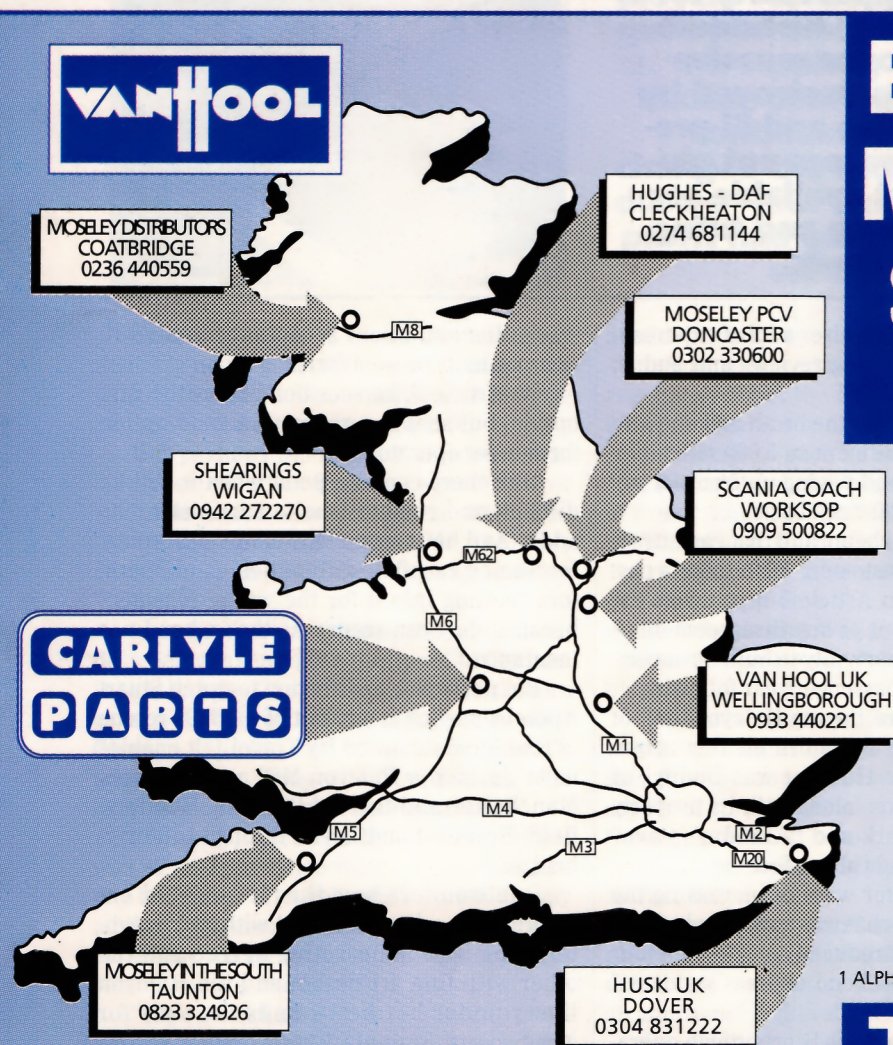 VANHOOL
MOSELEY DISTRIBUTORS
COATBRIDGE
0236 440559
HUGHES - DAF
CLECKHEATON
0274 681144
MOSELEY PCV
DONCASTER
0302 330600
M8
SHEARINGS
WIGAN
0942 272270
SCANIA COACH
WORKSOP
0909 500822
M62
M6
CARLYLE
PARTS
VAN HOOL UK
WELLINGBOROUGH
0933 440221
M1
M4
M5
M3
M2
M20
MOSELEY IN THE SOUTH
TAUNTON
0823 324926
HUSK UK
DOVER
0304 831222
1 ALPH